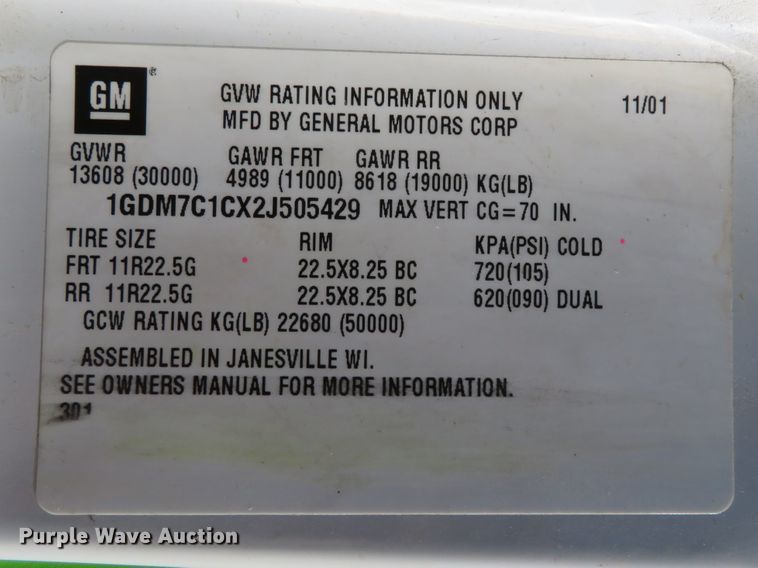 GM®
GVW RATING INFORMATION ONLY 11/01
MFD BY GENERAL MOTORS CORP
GVWR GAWR FRT GAWR RR
13608 (30000) 4989 (11000) 8618 (19000) KG(LB)
1GDM7C1CX2J505429 MAX VERT CG=70 IN.
TIRE SIZE RIM KPA(PSI) COLD
FRT 11R22.5G 22.5X8.25 BC 720(105)
RR 11R22.5G 22.5X8.25 BC 620(090) DUAL
GCW RATING KG(LB) 22680 (50000)
ASSEMBLED IN JANESVILLE WI.
SEE OWNERS MANUAL FOR MORE INFORMATION.
301
Purple Wave Auction